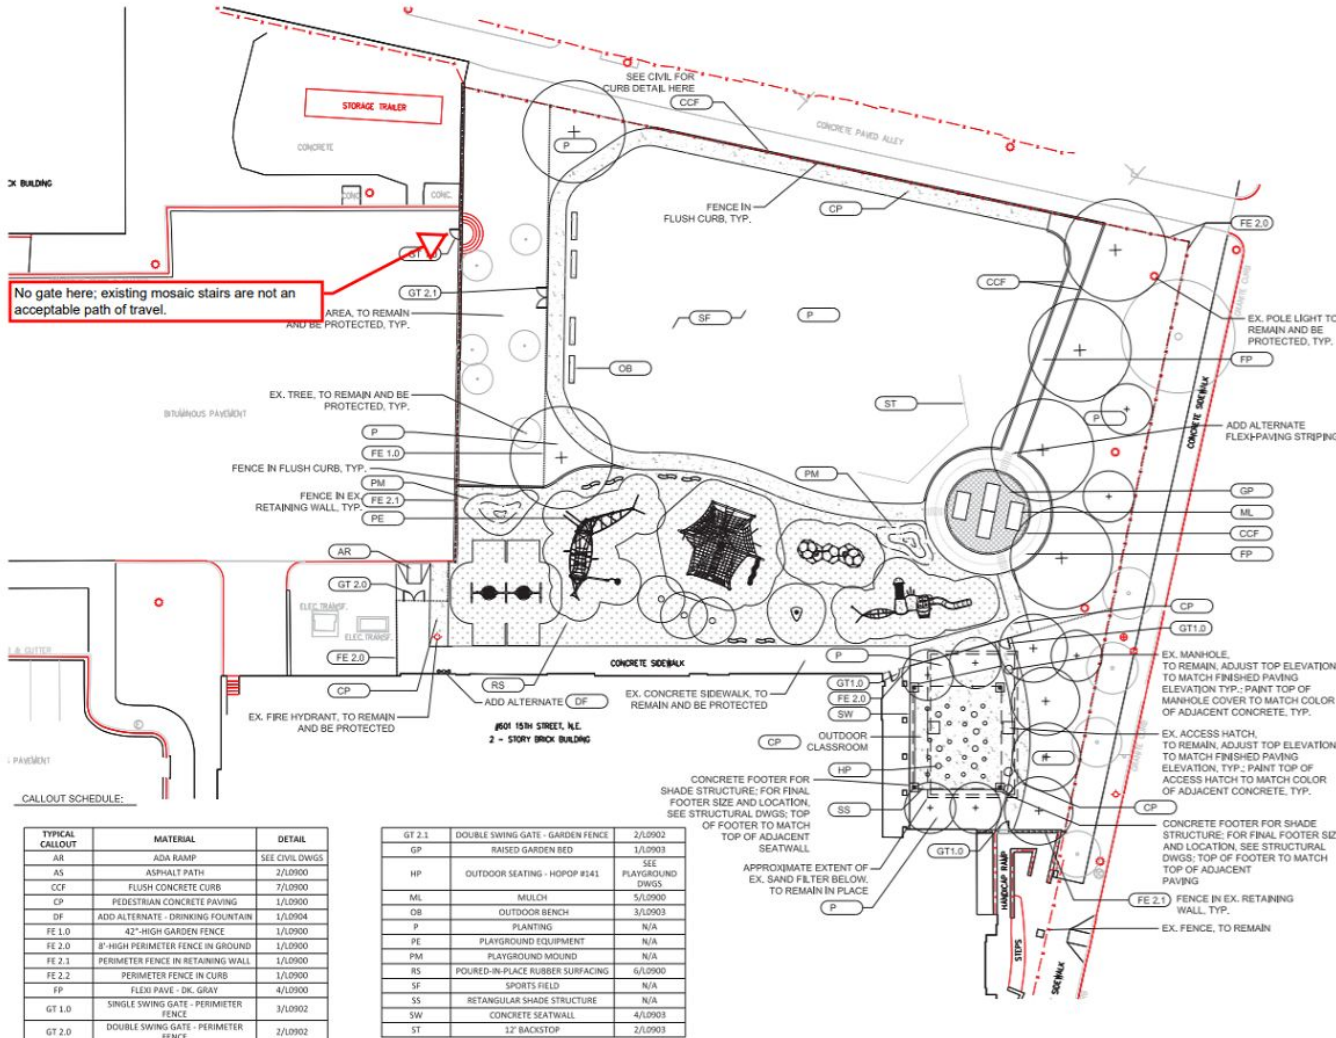 SEE CIVIL FOR
CURB DETAIL HERE
CCF
CONCRETE PAVED ALLEY
STORAGE TRAILER
CONCRETE
P
BUILDING
CONC.
CONC.
FENCE IN
FLUSH CURB, TYP.
CP
FE 2.0
GRANITE CURB
No gate here; existing mosaic stairs are not an
acceptable path of travel.
GT 2.1
CCF
AREA, TO REMAIN
AND BE PROTECTED, TYP.
SF
P
EX. POLE LIGHT TO
REMAIN AND BE
PROTECTED, TYP.
FP
OB
CONCRETE SIDEWALK
EX. TREE, TO REMAIN AND BE
PROTECTED, TYP.
ST
BITUMINOUS PAVEMENT
P
P
ADD ALTERNATE
FLEXI-PAVING STRIPING
FE 1.0
FENCE IN FLUSH CURB, TYP.
PM
PM
FENCE IN EX.
RETAINING WALL, TYP.
FE 2.1
PE
GP
ML
CCF
FP
AR
GT 2.0
ELEC.TRANSF.
ELEC.TRANSF.
CP
GT1.0
& GUTTER
FE 2.0
CONCRETE SIDEWALK
P
EX. MANHOLE,
TO REMAIN, ADJUST TOP ELEVATION
TO MATCH FINISHED PAVING
ELEVATION TYP.; PAINT TOP OF
MANHOLE COVER TO MATCH COLOR
OF ADJACENT CONCRETE, TYP.
CP
RS
ADD ALTERNATE
DF
EX. CONCRETE SIDEWALK, TO
REMAIN AND BE PROTECTED
GT1.0
FE 2.0
SW
EX. FIRE HYDRANT, TO REMAIN
AND BE PROTECTED
#601 15TH STREET, N.E.
2 - STORY BRICK BUILDING
CP
OUTDOOR
CLASSROOM
GRANITE CURB
EX. ACCESS HATCH,
TO REMAIN, ADJUST TOP ELEVATION
TO MATCH FINISHED PAVING
ELEVATION, TYP.; PAINT TOP OF
ACCESS HATCH TO MATCH COLOR
OF ADJACENT CONCRETE, TYP.
PAVEMENT
HP
CONCRETE FOOTER FOR
SHADE STRUCTURE; FOR FINAL
FOOTER SIZE AND LOCATION,
SEE STRUCTURAL DWGS; TOP
OF FOOTER TO MATCH
TOP OF ADJACENT
SEATWALL
SS
CP
CONCRETE FOOTER FOR SHADE
STRUCTURE; FOR FINAL FOOTER SIZE
AND LOCATION, SEE STRUCTURAL
DWGS; TOP OF FOOTER TO MATCH
TOP OF ADJACENT
PAVING
GT1.0
APPROXIMATE EXTENT OF
EX. SAND FILTER BELOW,
TO REMAIN IN PLACE
P
HANDICAP RAMP
STEPS
SIDEWALK
FE 2.1
FENCE IN EX. RETAINING
WALL, TYP.
EX. FENCE, TO REMAIN
CALLOUT SCHEDULE:
TYPICAL CALLOUT MATERIAL DETAIL
AR ADA RAMP SEE CIVIL DWGS
AS ASPHALT PATH 2/L0900
CCF FLUSH CONCRETE CURB 7/L0900
CP PEDESTRIAN CONCRETE PAVING 1/L0900
DF ADD ALTERNATE - DRINKING FOUNTAIN 1/L0904
FE 1.0 42"-HIGH GARDEN FENCE 1/L0900
FE 2.0 8'-HIGH PERIMETER FENCE IN GROUND 1/L0900
FE 2.1 PERIMETER FENCE IN RETAINING WALL 1/L0900
FE 2.2 PERIMETER FENCE IN CURB 1/L0900
FP FLEXI PAVE - DK. GRAY 4/L0900
GT 1.0 SINGLE SWING GATE - PERIMIETER FENCE 3/L0902
GT 2.0 DOUBLE SWING GATE - PERIMETER FENCE 2/L0902
GT 2.1 DOUBLE SWING GATE - GARDEN FENCE 2/L0902
GP RAISED GARDEN BED 1/L0903
HP OUTDOOR SEATING - HOPOP #141 SEE PLAYGROUND DWGS
ML MULCH 5/L0900
OB OUTDOOR BENCH 3/L0903
P PLANTING N/A
PE PLAYGROUND EQUIPMENT N/A
PM PLAYGROUND MOUND N/A
RS POURED-IN-PLACE RUBBER SURFACING 6/L0900
SF SPORTS FIELD N/A
SS RETANGULAR SHADE STRUCTURE N/A
SW CONCRETE SEATWALL 4/L0903
ST 12' BACKSTOP 2/L0903